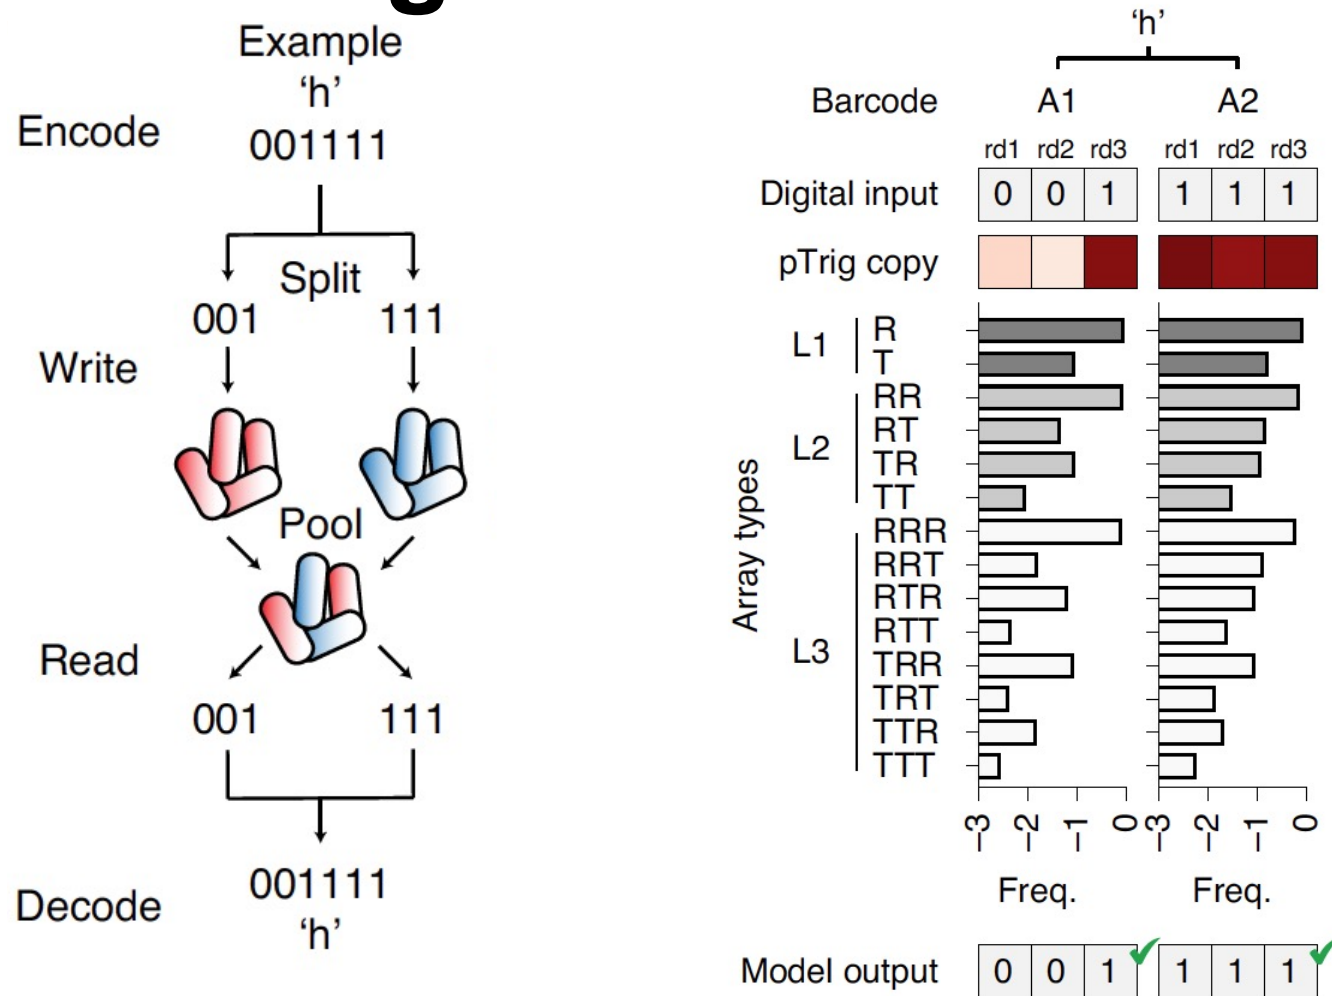 Example
'h'
Encode
001111
Split
001 111
Write
Pool
Read
001 111
Decode
001111
'h'
'h'
Barcode A1 A2
rd1 rd2 rd3 rd1 rd2 rd3
Digital input 0 0 1 1 1 1
pTrig copy
Array types
L1
R
T
L2
RR
RT
TR
TT
L3
RRR
RRT
RTR
RTT
TRR
TRT
TTR
TTT
–3 –2 –1 0 –3 –2 –1 0
Freq. Freq.
Model output 0 0 1 ✔ 1 1 1 ✔